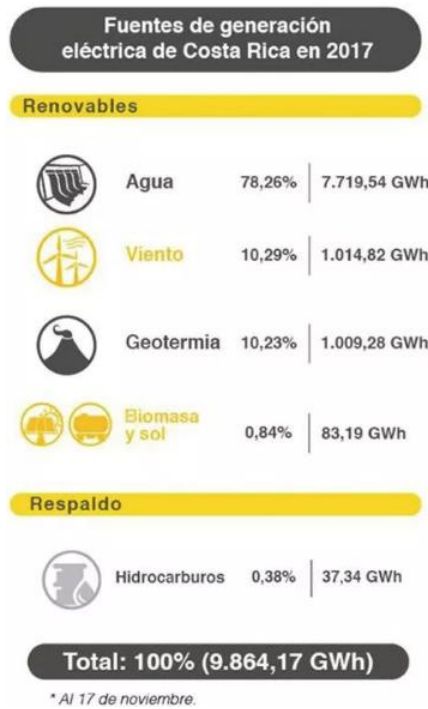 Fuentes de generación
eléctrica de Costa Rica en 2017
Renovables
Agua 78,26% 7.719,54 GWh
Viento 10,29% 1.014,82 GWh
Geotermia 10,23% 1.009,28 GWh
Biomasa
y sol 0,84% 83,19 GWh
Respaldo
Hidrocarburos 0,38% 37,34 GWh
Total: 100% (9.864,17 GWh)
* Al 17 de noviembre.